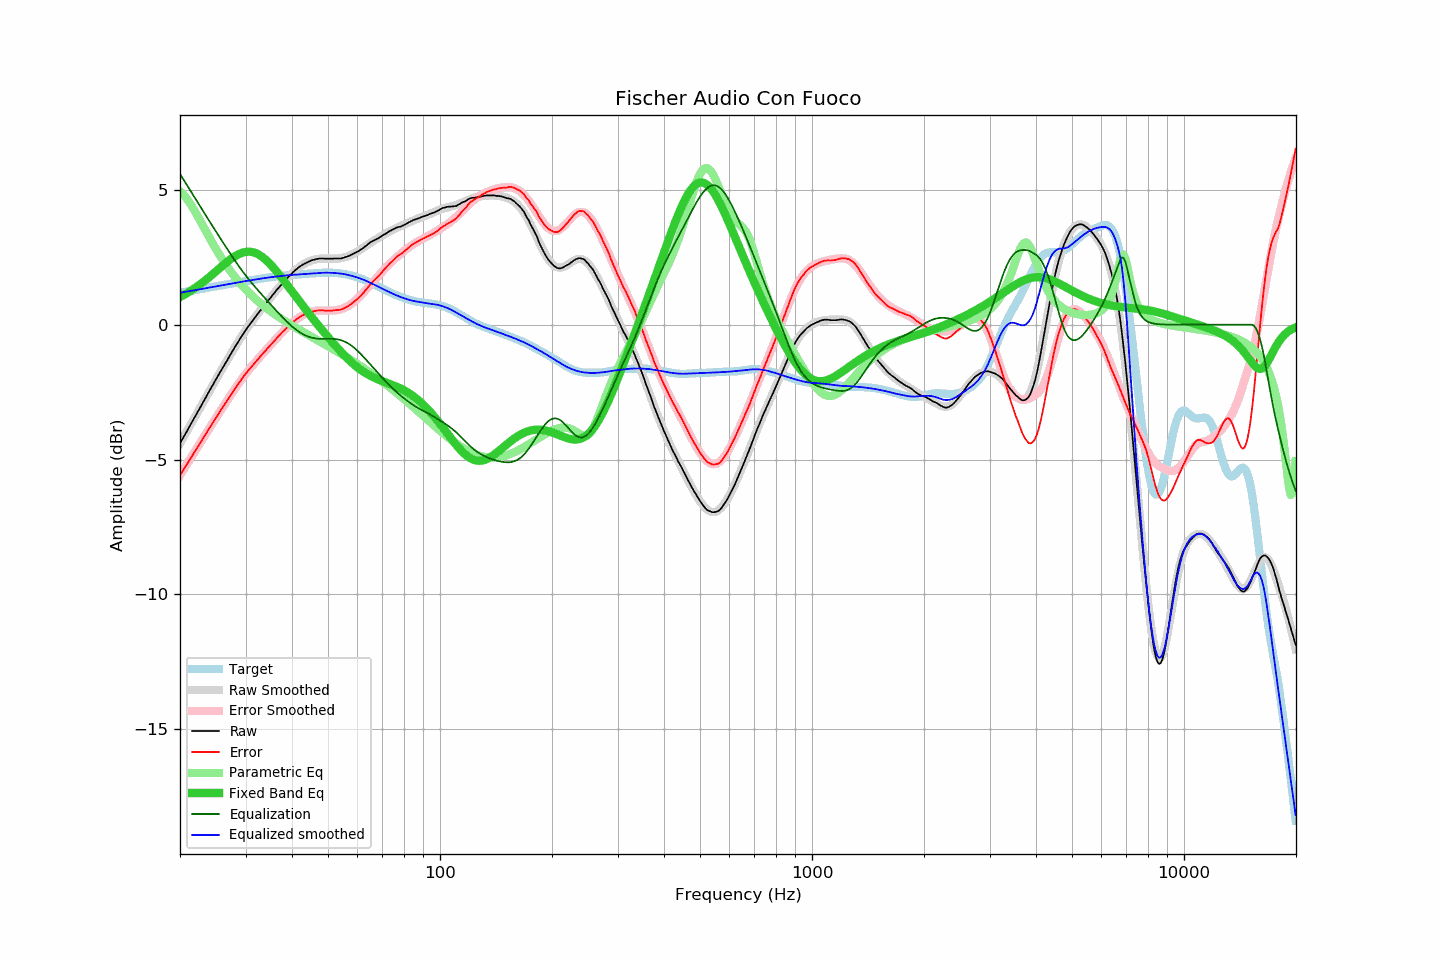 Fischer Audio Con Fuoco
5
0
−5
−10
−15
Amplitude (dBr)
Target
Raw Smoothed
Error Smoothed
Raw
Error
Parametric Eq
Fixed Band Eq
Equalization
Equalized smoothed
100 1000 10000
Frequency (Hz)